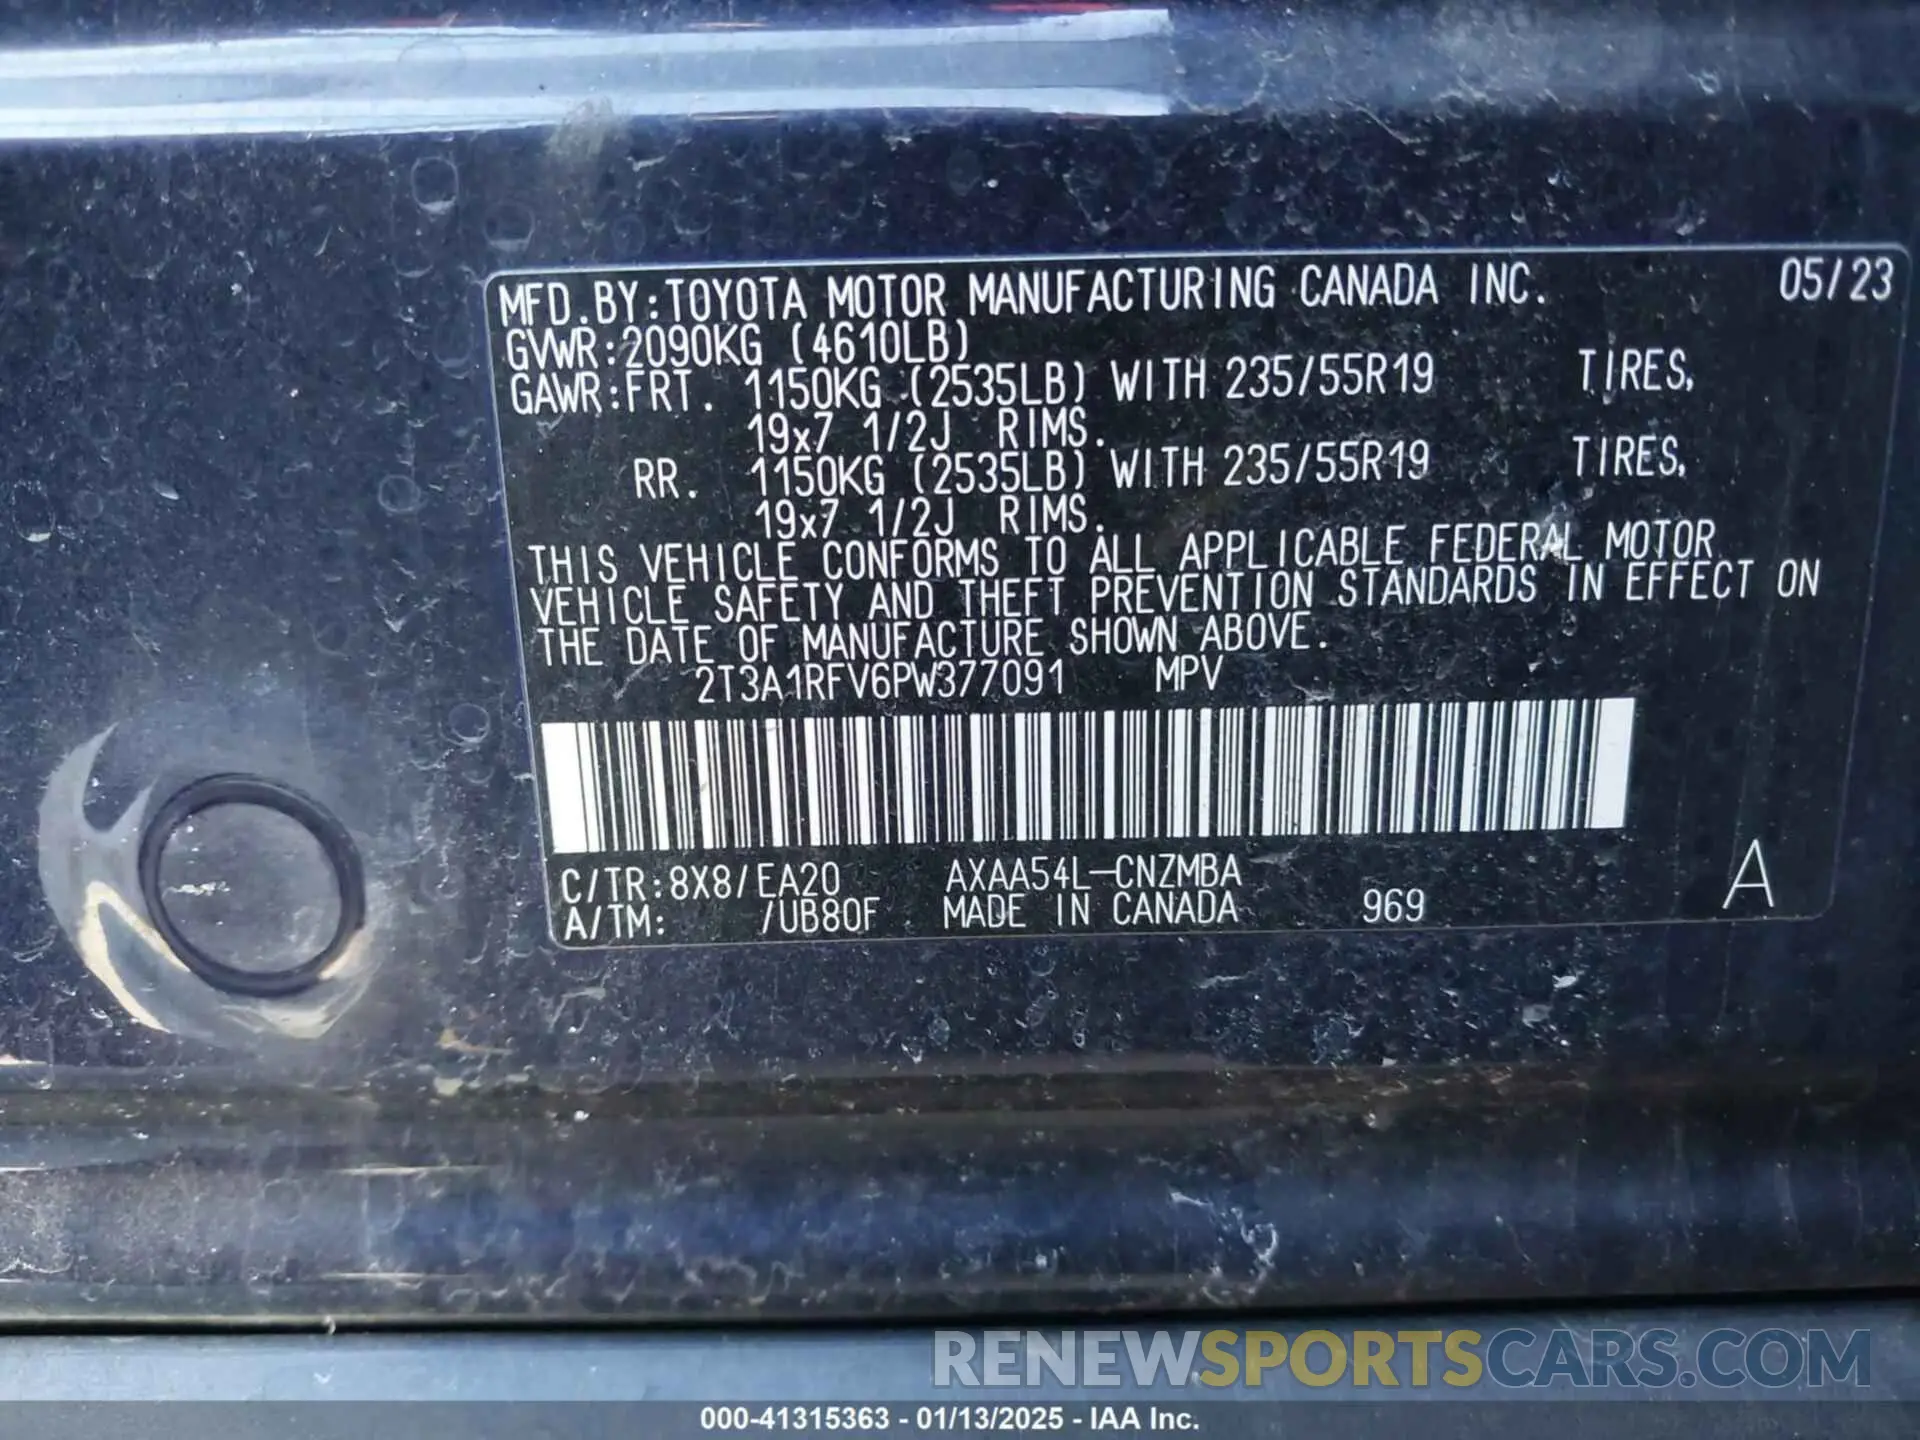 MFD.BY:TOYOTA MOTOR MANUFACTURING CANADA INC. 05/23
GVWR:2090KG (4610LB)
GAWR:FRT. 1150KG (2535LB) WITH 235/55R19 TIRES,
19x7 1/2J RIMS.
RR. 1150KG (2535LB) WITH 235/55R19 TIRES,
19x7 1/2J RIMS.
THIS VEHICLE CONFORMS TO ALL APPLICABLE FEDERAL MOTOR
VEHICLE SAFETY AND THEFT PREVENTION STANDARDS IN EFFECT ON
THE DATE OF MANUFACTURE SHOWN ABOVE.
2T3A1RFV6PW377091 MPV
C/TR:8X8/EA20 AXAA54L-CNZMBA A
A/TM: /UB80F MADE IN CANADA 969
RENEWSPORTSCARS.COM
000-41315363 - 01/13/2025 - IAA Inc.